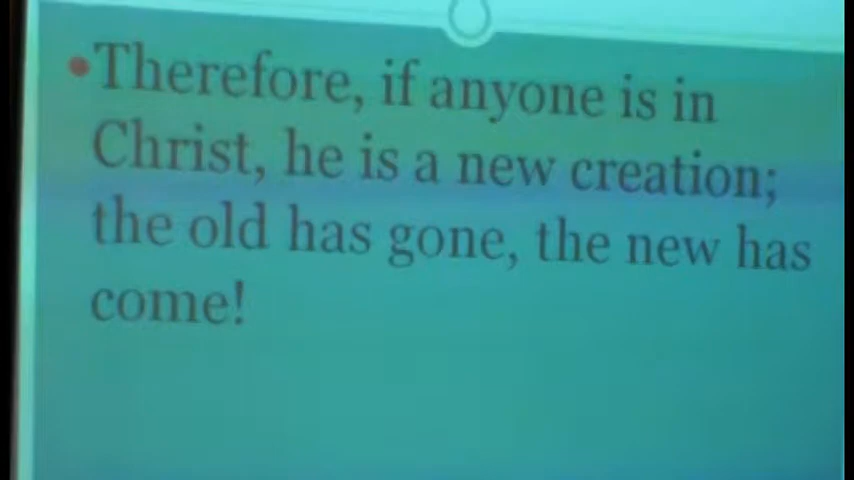 •Therefore, if anyone is in
Christ, he is a new creation;
the old has gone, the new has
come!